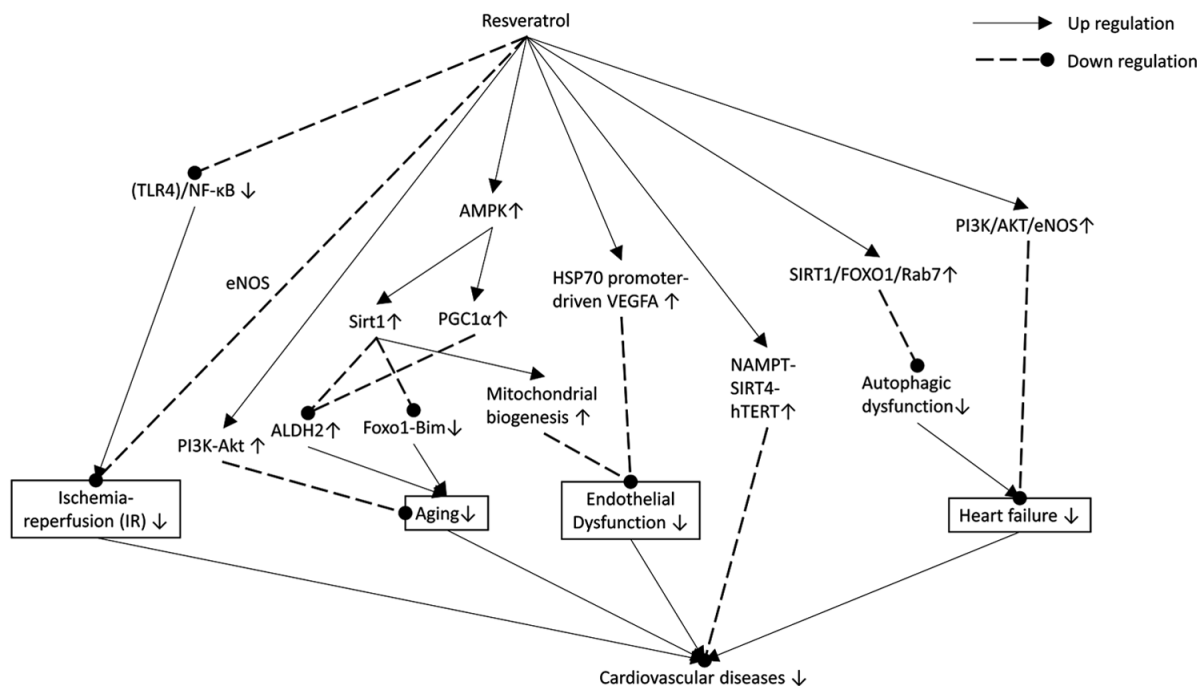 Resveratrol
Up regulation
Down regulation
(TLR4)/NF-κB ↓
AMPK↑
PI3K/AKT/eNOS↑
eNOS
HSP70 promoter-
driven VEGFA ↑
SIRT1/FOXO1/Rab7↑
Sirt1↑
PGC1α↑
NAMPT-
SIRT4-
hTERT↑
Mitochondrial
biogenesis ↑
Autophagic
dysfunction↓
PI3K-Akt ↑
ALDH2↑
Foxo1-Bim↓
Ischemia-
reperfusion (IR) ↓
Aging↓
Endothelial
Dysfunction ↓
Heart failure ↓
Cardiovascular diseases ↓